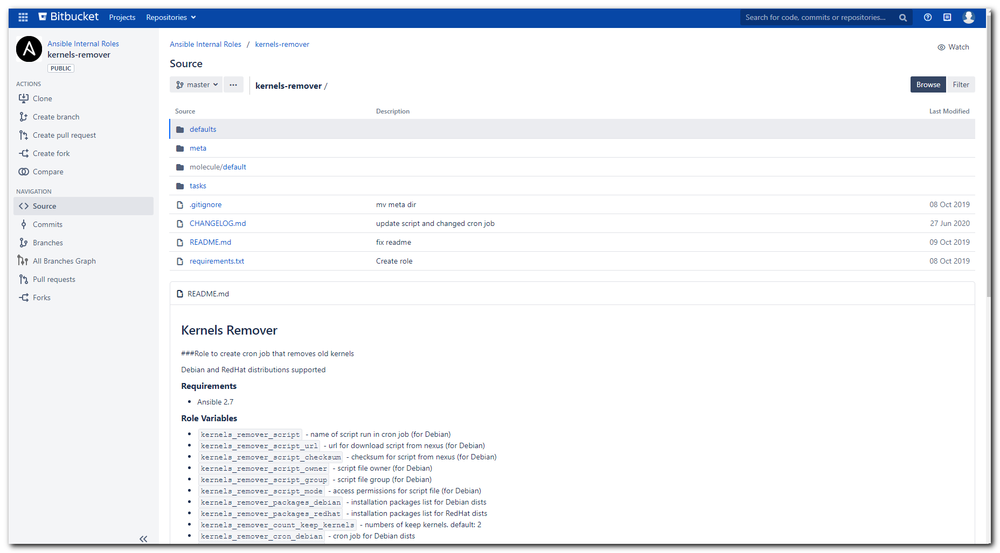 Bitbucket Projects Repositories Search for code, commits or repositories...
Ansible Internal Roles
kernels-remover
PUBLIC
ACTIONS
Clone
Create branch
Create pull request
Create fork
Compare
NAVIGATION
Source
Commits
Branches
All Branches Graph
Pull requests
Forks
Ansible Internal Roles / kernels-remover
Watch
Source
master ... kernels-remover / Browse Filter
Source Description Last Modified
defaults
meta
molecule/default
tasks
.gitignore mv meta dir 08 Oct 2019
CHANGELOG.md update script and changed cron job 27 Jun 2020
README.md fix readme 09 Oct 2019
requirements.txt Create role 08 Oct 2019
README.md
Kernels Remover
###Role to create cron job that removes old kernels
Debian and RedHat distributions supported
Requirements
• Ansible 2.7
Role Variables
• kernels_remover_script - name of script run in cron job (for Debian)
• kernels_remover_script_url - url for download script from nexus (for Debian)
• kernels_remover_script_checksum - checksum for script from nexus (for Debian)
• kernels_remover_script_owner - script file owner (for Debian)
• kernels_remover_script_group - script file group (for Debian)
• kernels_remover_script_mode - access permissions for script file (for Debian)
• kernels_remover_packages_debian - installation packages list for Debian dists
• kernels_remover_packages_redhat - installation packages list for RedHat dists
• kernels_remover_count_keep_kernels - numbers of keep kernels. default: 2
• kernels_remover_cron_debian - cron job for Debian dists